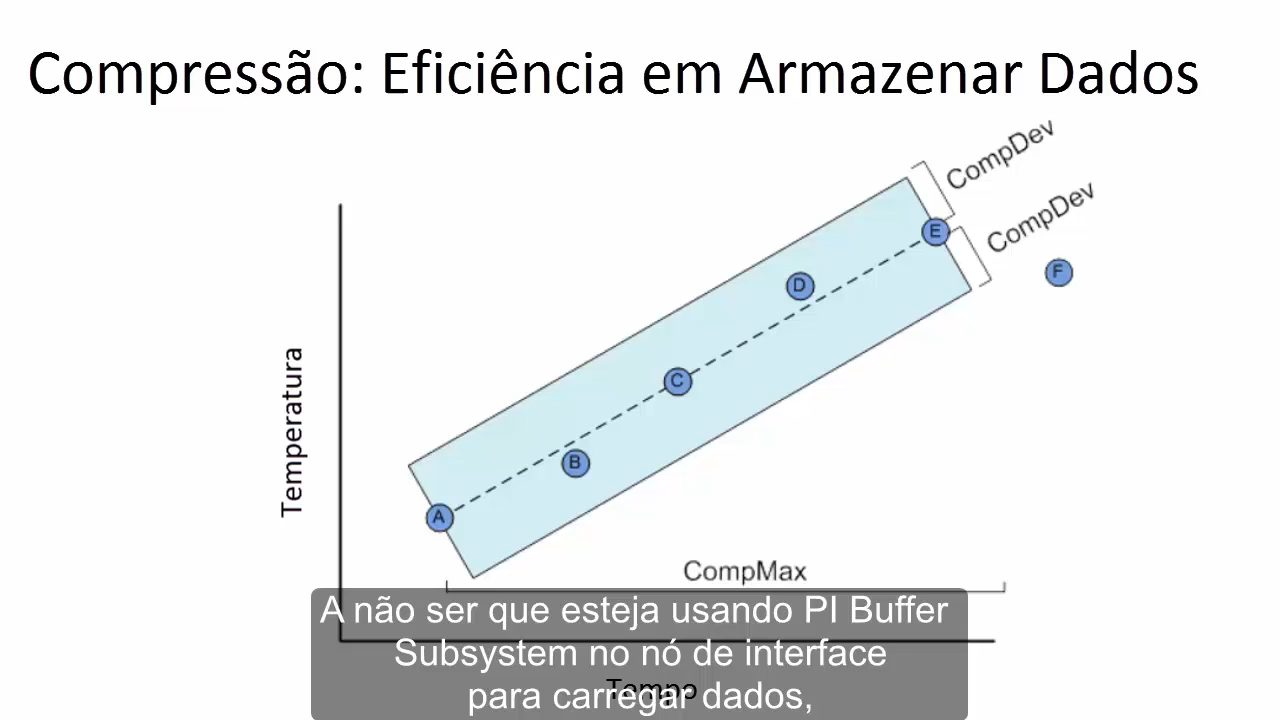 Compressão: Eficiência em Armazenar Dados
CompDev
CompDev
E
F
D
C
B
A
Temperatura
CompMax
A não ser que esteja usando PI Buffer
Subsystem no nó de interface
para carregar dados,
Tempo